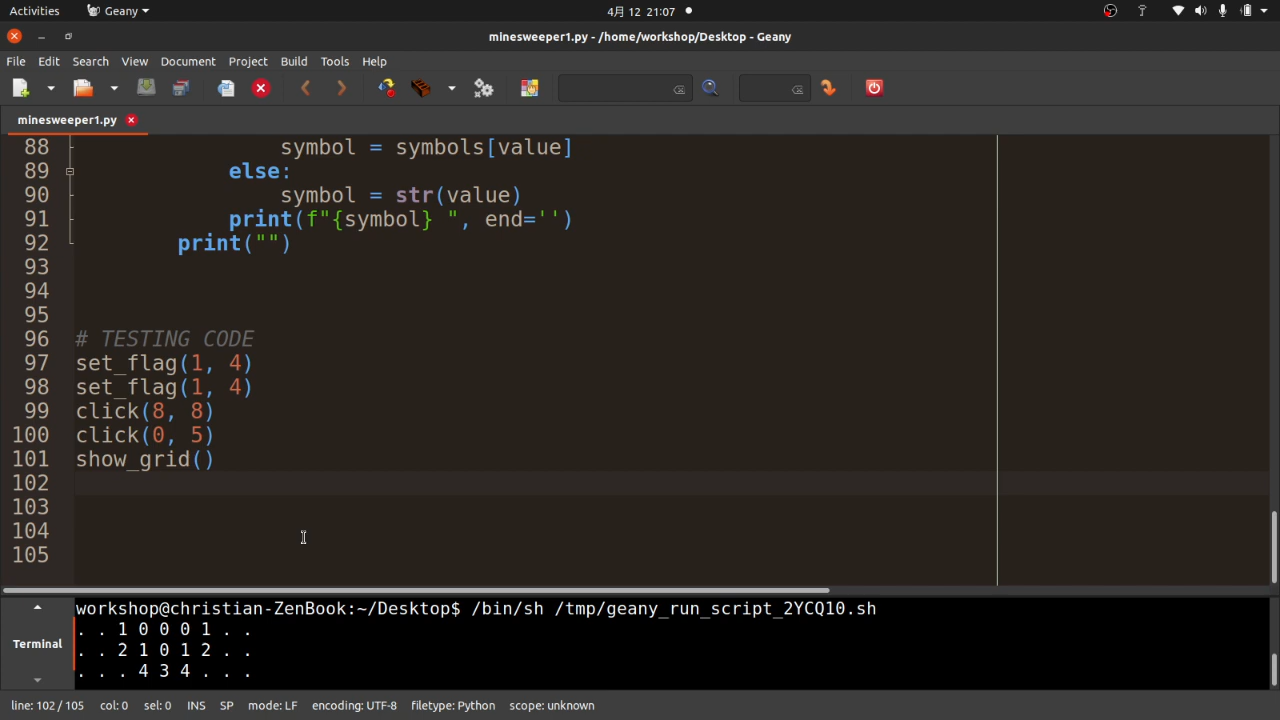 Activities Geany 4月 12 21:07
minesweeper1.py - /home/workshop/Desktop - Geany
File Edit Search View Document Project Build Tools Help
minesweeper1.py
88 symbol = symbols[value]
89 else:
90 symbol = str(value)
91 print(f"{symbol} ", end='')
92 print("")
93
94
95
96 # TESTING CODE
97 set_flag(1, 4)
98 set_flag(1, 4)
99 click(8, 8)
100 click(0, 5)
101 show_grid()
102
103
104
105
Terminal
workshop@christian-ZenBook:~/Desktop$ /bin/sh /tmp/geany_run_script_2YCQ10.sh
. . 1 0 0 0 1 . .
. . 2 1 0 1 2 . .
. . . 4 3 4 . . .
line: 102 / 105 col: 0 sel: 0 INS SP mode: LF encoding: UTF-8 filetype: Python scope: unknown